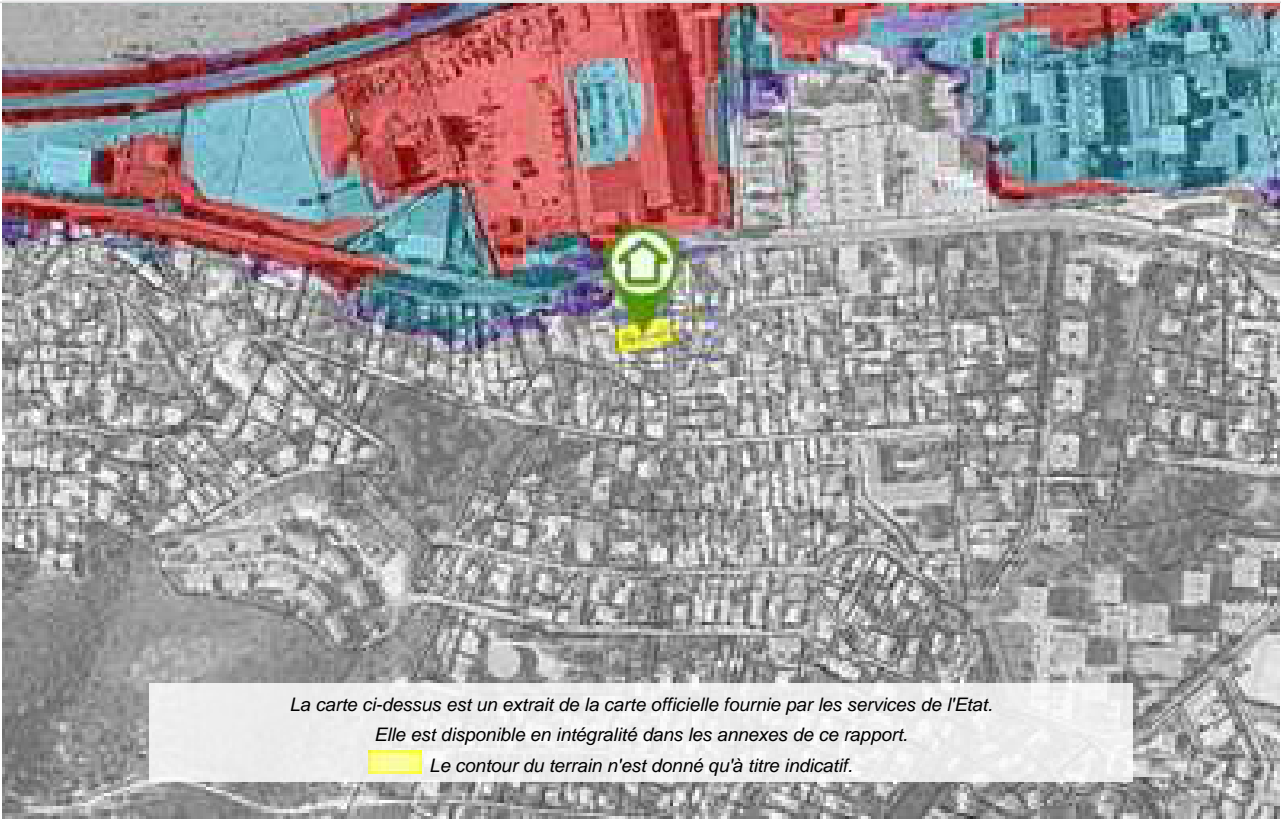 La carte ci-dessus est un extrait de la carte officielle fournie par les services de l'Etat.
Elle est disponible en intégralité dans les annexes de ce rapport.
Le contour du terrain n'est donné qu'à titre indicatif.